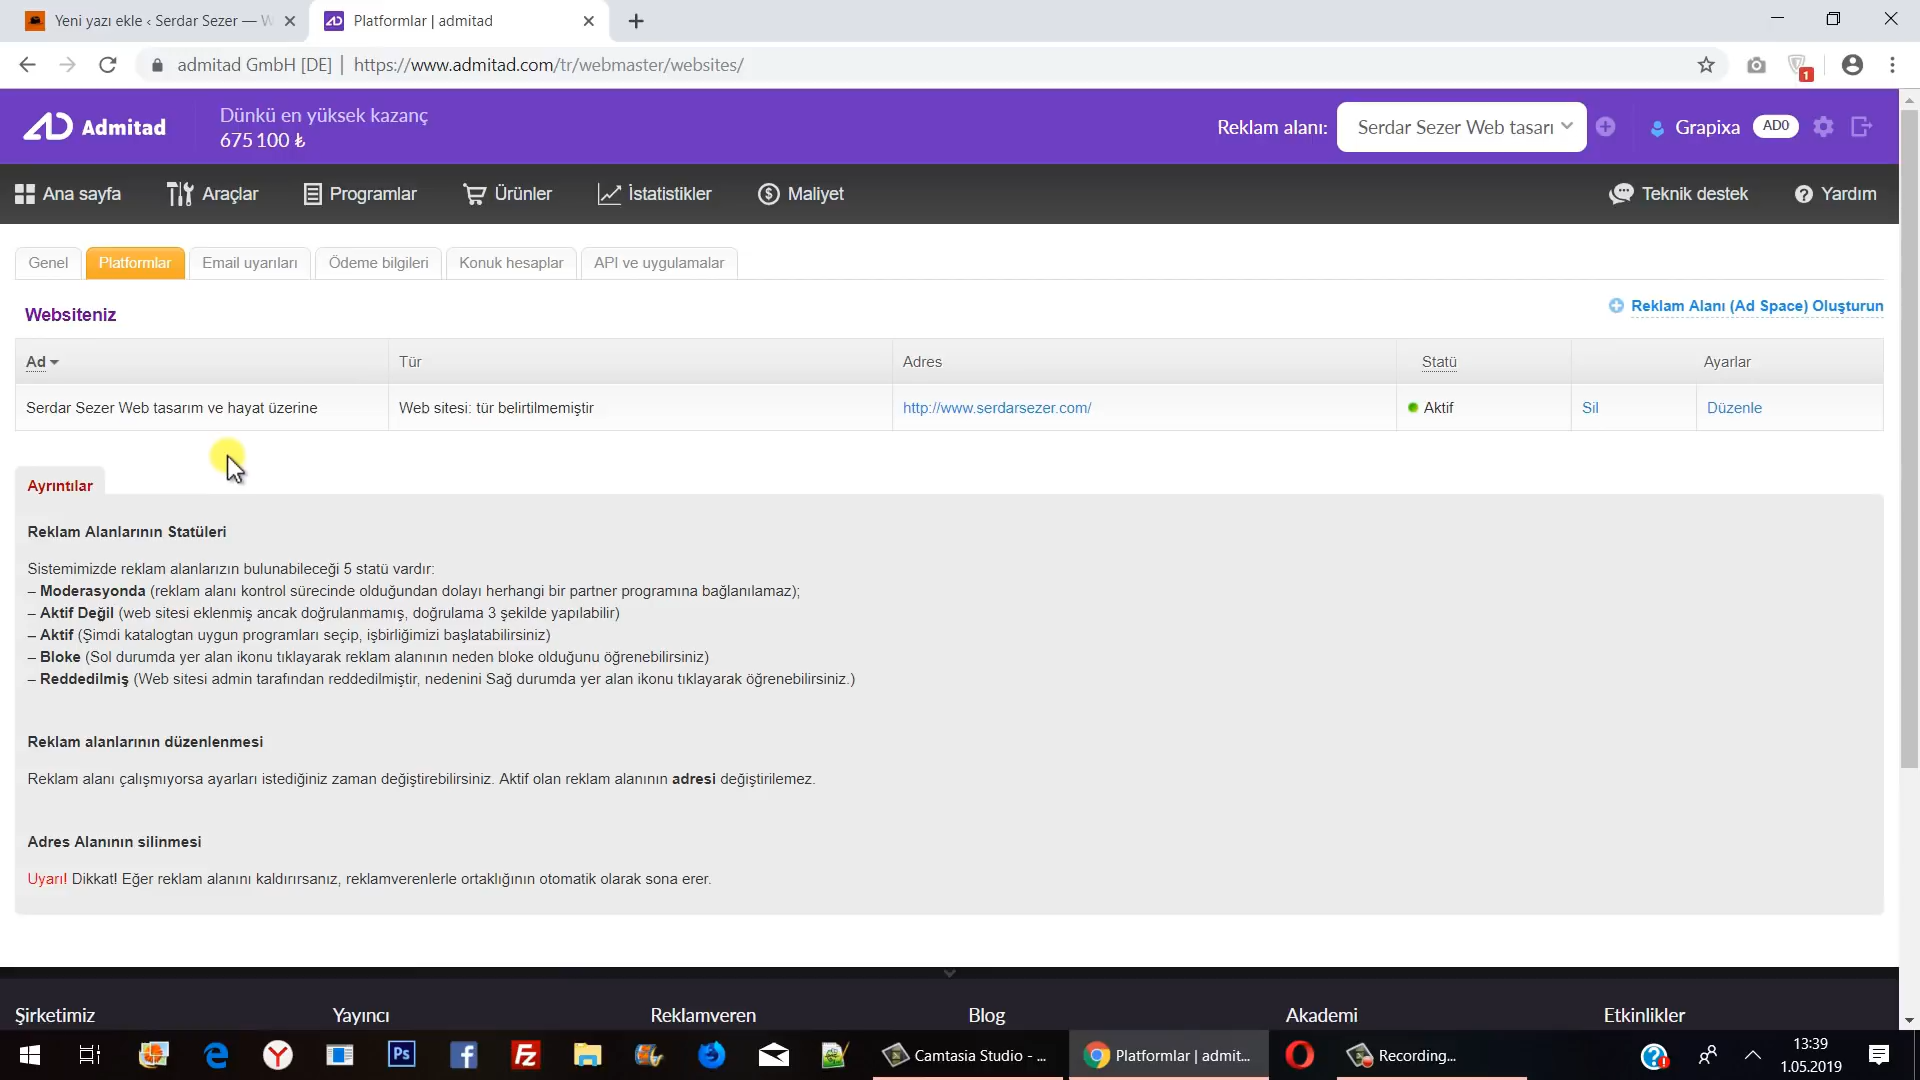 Yeni yazı ekle ‹ Serdar Sezer — W
Platformlar | admitad
admitad GmbH [DE] | https://www.admitad.com/tr/webmaster/websites/
1
Admitad
Dünkü en yüksek kazanç
675 100 ₺
Reklam alanı:
Serdar Sezer Web tasarı
Grapixa
AD0
Ana sayfa
Araçlar
Programlar
Ürünler
İstatistikler
Maliyet
Teknik destek
Yardım
Genel
Platformlar
Email uyarıları
Ödeme bilgileri
Konuk hesaplar
API ve uygulamalar
Websiteniz
Reklam Alanı (Ad Space) Oluşturun
Ad
Tür
Adres
Statü
Ayarlar
Serdar Sezer Web tasarım ve hayat üzerine
Web sitesi: tür belirtilmemiştir
http://www.serdarsezer.com/
Aktif
Sil
Düzenle
Ayrıntılar
Reklam Alanlarının Statüleri
Sistemimizde reklam alanlarızın bulunabileceği 5 statü vardır:
– Moderasyonda (reklam alanı kontrol sürecinde olduğundan dolayı herhangi bir partner programına bağlanılamaz);
– Aktif Değil (web sitesi eklenmiş ancak doğrulanmamış, doğrulama 3 şekilde yapılabilir)
– Aktif (Şimdi katalogtan uygun programları seçip, işbirliğimizi başlatabilirsiniz)
– Bloke (Sol durumda yer alan ikonu tıklayarak reklam alanının neden bloke olduğunu öğrenebilirsiniz)
– Reddedilmiş (Web sitesi admin tarafından reddedilmiştir, nedenini Sağ durumda yer alan ikonu tıklayarak öğrenebilirsiniz.)
Reklam alanlarının düzenlenmesi
Reklam alanı çalışmıyorsa ayarları istediğiniz zaman değiştirebilirsiniz. Aktif olan reklam alanının adresi değiştirilemez.
Adres Alanının silinmesi
Uyarı! Dikkat! Eğer reklam alanını kaldırırsanız, reklamverenlerle ortaklığının otomatik olarak sona erer.
Şirketimiz
Yayıncı
Reklamveren
Blog
Akademi
Etkinlikler
Ps
Camtasia Studio - ...
Platformlar | admit...
Recording...
13:39
1.05.2019